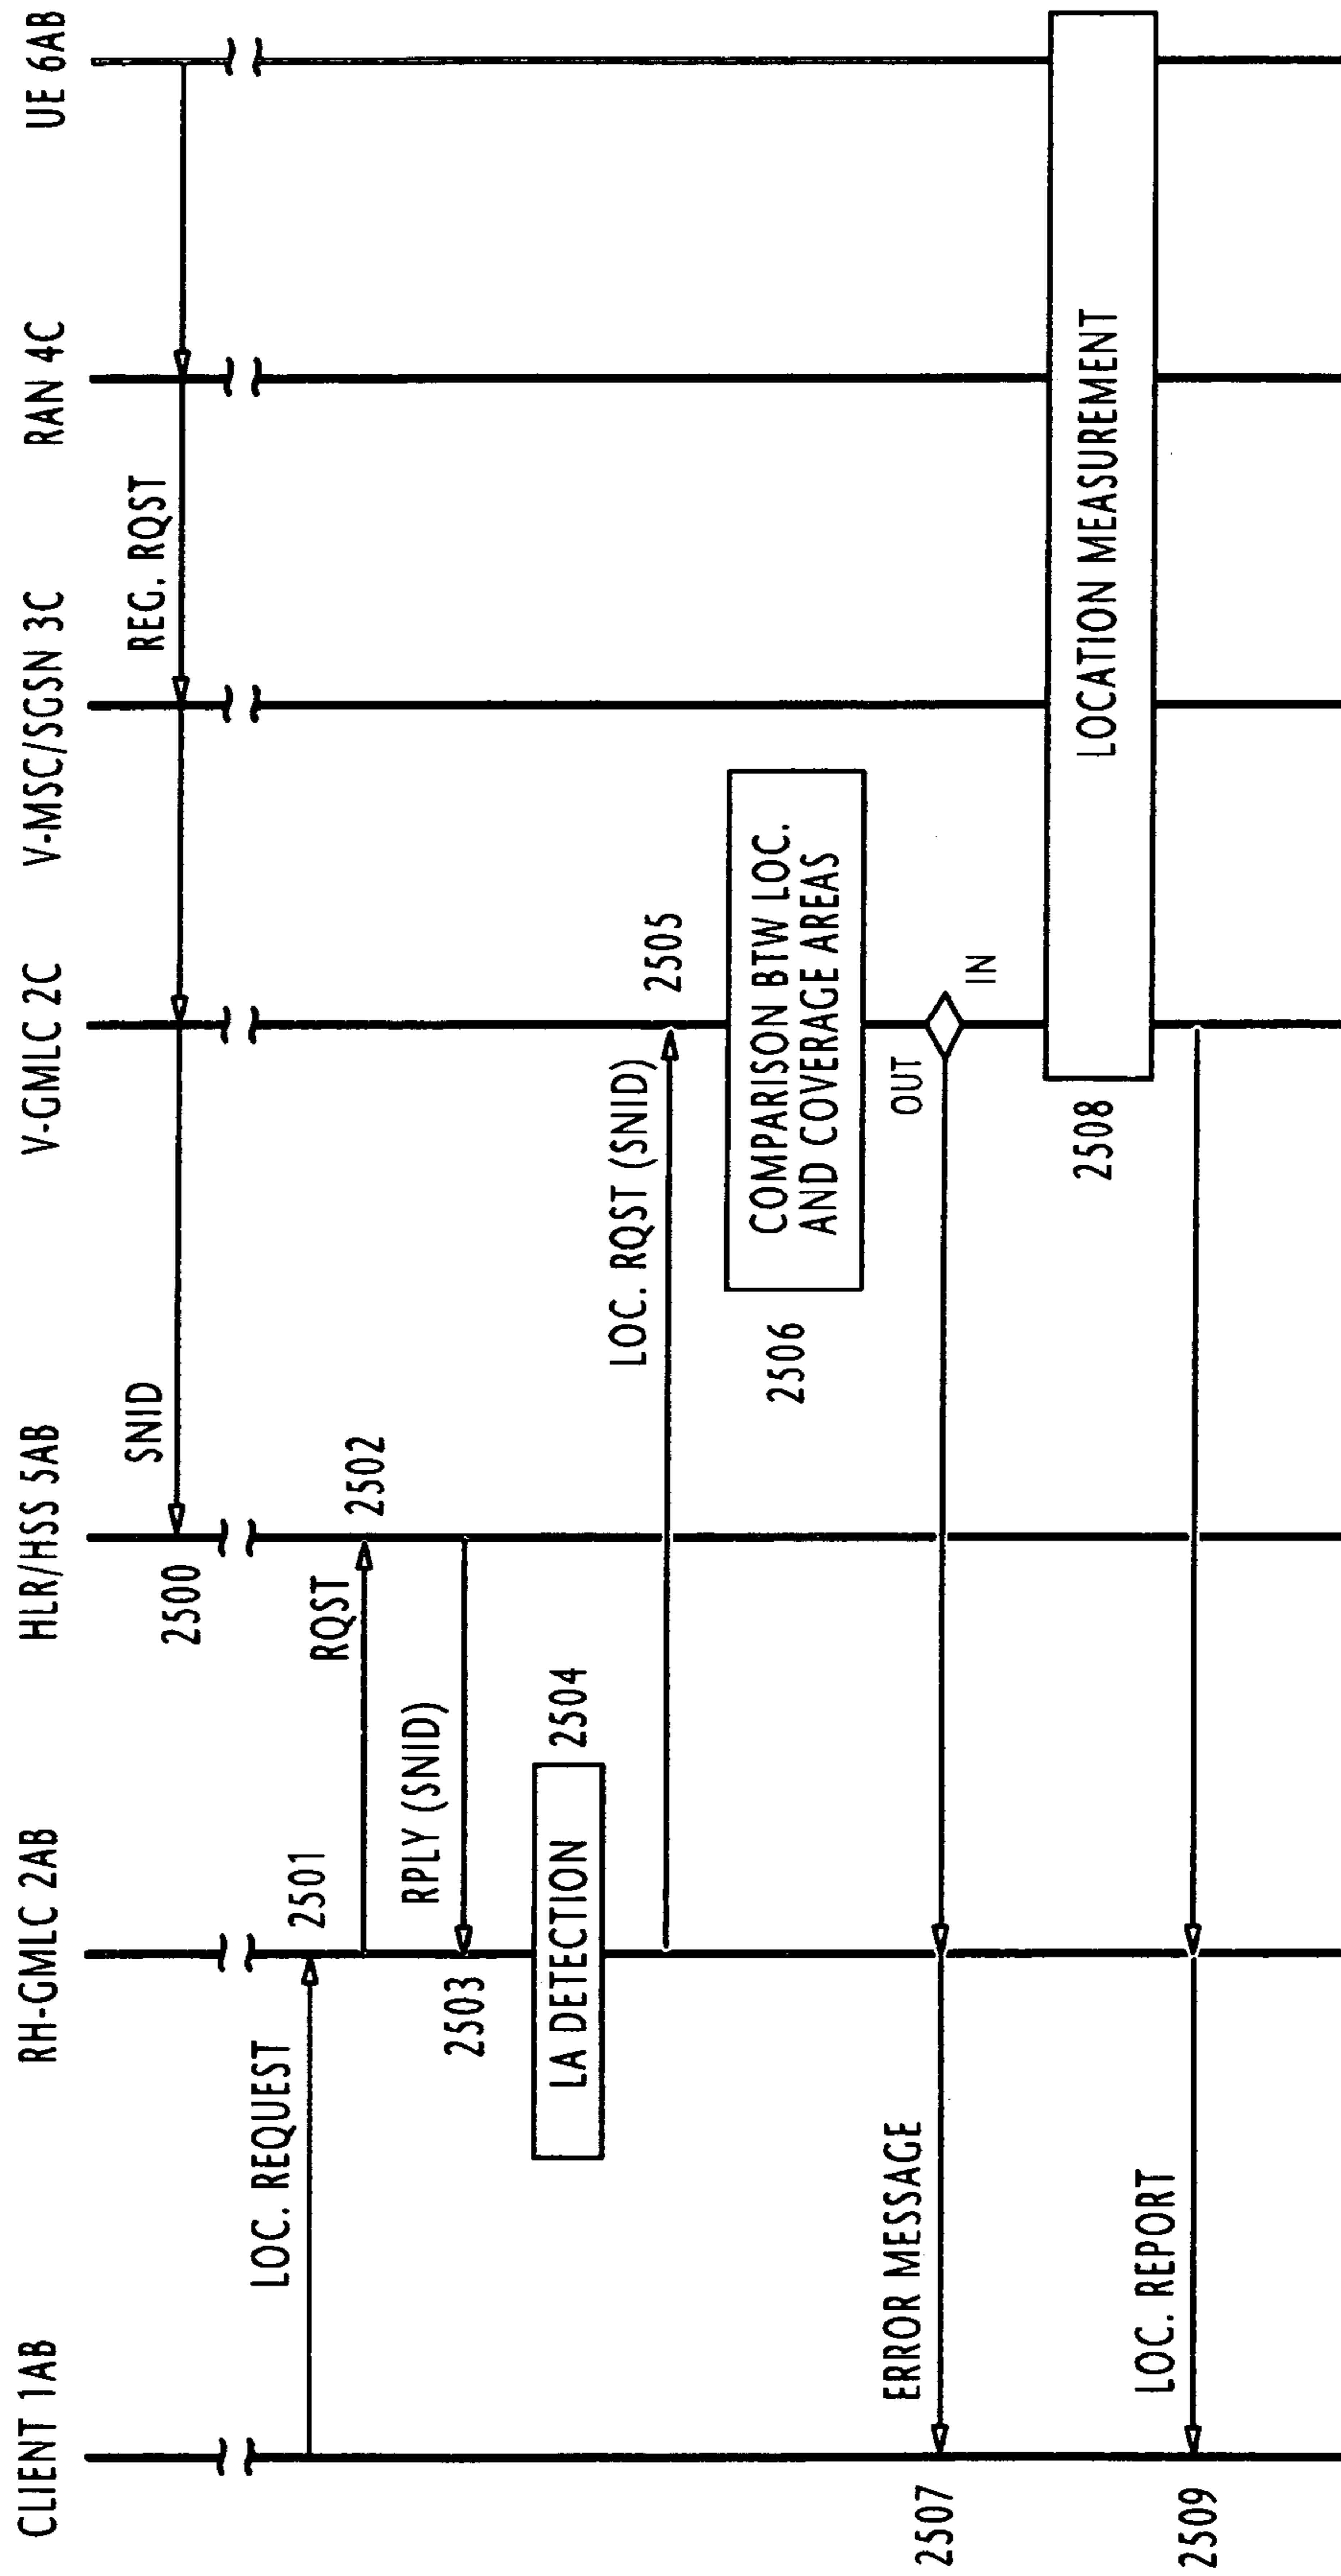 CLIENT 1AB
RH-GMLC 2AB
HLR/HSS 5AB
V-GMLC 2C
V-MSC/SGSN 3C
RAN 4C
UE 6AB
2500
SNID
REG. RQST
LOC. REQUEST
2501
RQST
2502
RPLY (SNID)
2503
LA DETECTION
2504
LOC. RQST (SNID)
2505
2506
COMPARISON BTW LOC.
AND COVERAGE AREAS
OUT
IN
ERROR MESSAGE
2507
2508
LOCATION MEASUREMENT
LOC. REPORT
2509